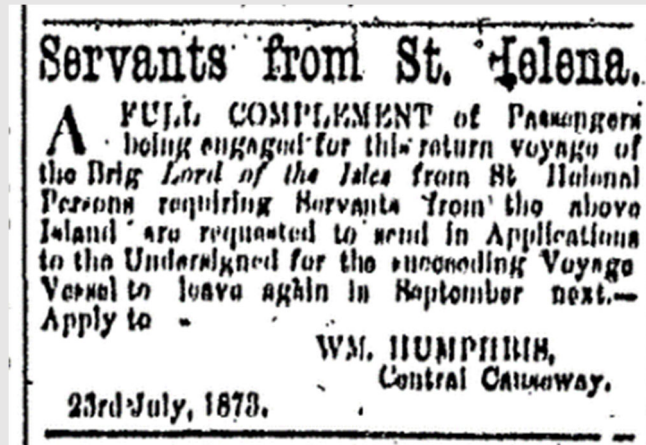 Servants from St. Helena.
A FULL COMPLEMENT of Passengers
being engaged for this return voyage of
the Brig Lord of the Isles from St Helena
Persons requiring Servants from the above
Island are requested to send in Applications
to the Undersigned for the succeeding Voyage
Vessel to leave again in September next.—
Apply to
WM. HUMPHRIS,
Central Causeway.
23rd July, 1873.